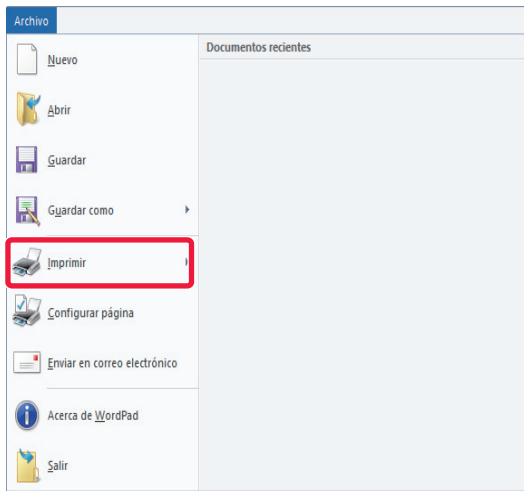 Archivo
Documentos recientes
Nuevo
Abrir
Guardar
Guardar como
Imprimir
Configurar página
Enviar en correo electrónico
Acerca de WordPad
Salir